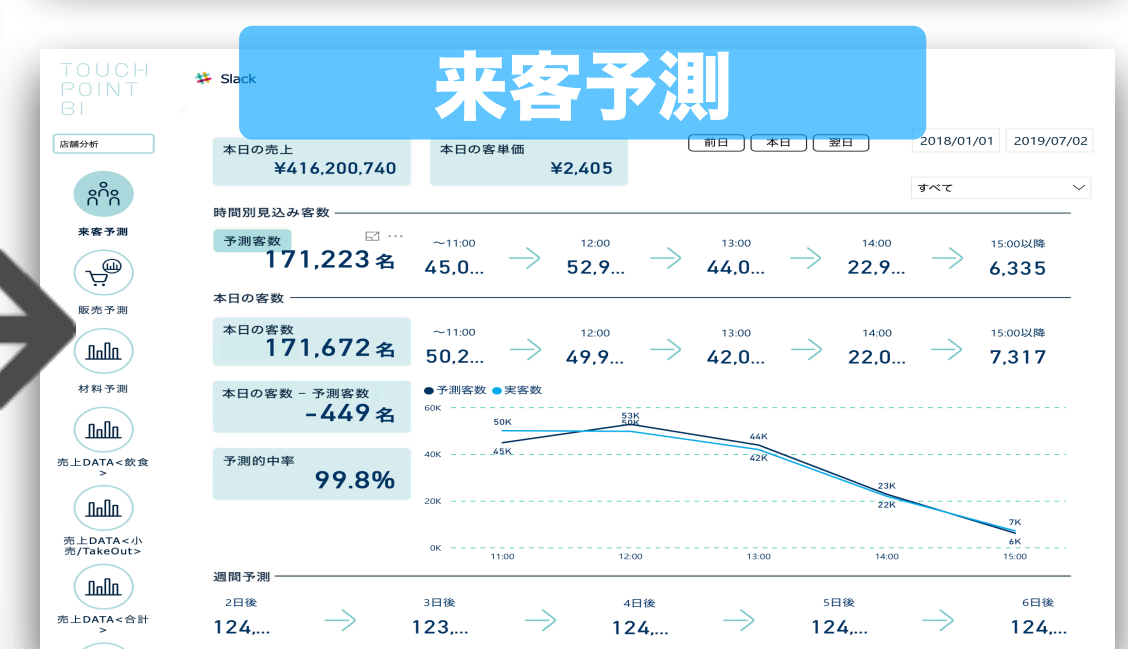 来客予測
TOUCH
POINT
BI
Slack
店舗分析
来客予測
販売予測
材料予測
売上DATA<飲食
>
売上DATA<小
売/TakeOut>
売上DATA<合計
>
本日の売上
¥416,200,740
本日の客単価
¥2,405
前日 本日 翌日
2018/01/01 2019/07/02
すべて
時間別見込み客数
予測客数
171,223 名
～11:00 12:00 13:00 14:00 15:00以降
45,0... 52,9... 44,0... 22,9... 6,335
本日の客数
本日の客数
171,672 名
～11:00 12:00 13:00 14:00 15:00以降
50,2... 49,9... 42,0... 22,0... 7,317
本日の客数 － 予測客数
-449 名
予測的中率
99.8%
予測客数 実客数
60K
40K
20K
0K
50K
45K
53K
50K
44K
42K
23K
22K
7K
6K
11:00 12:00 13:00 14:00 15:00
週間予測
2日後 3日後 4日後 5日後 6日後
124,... 123,... 124,... 124,... 124,...